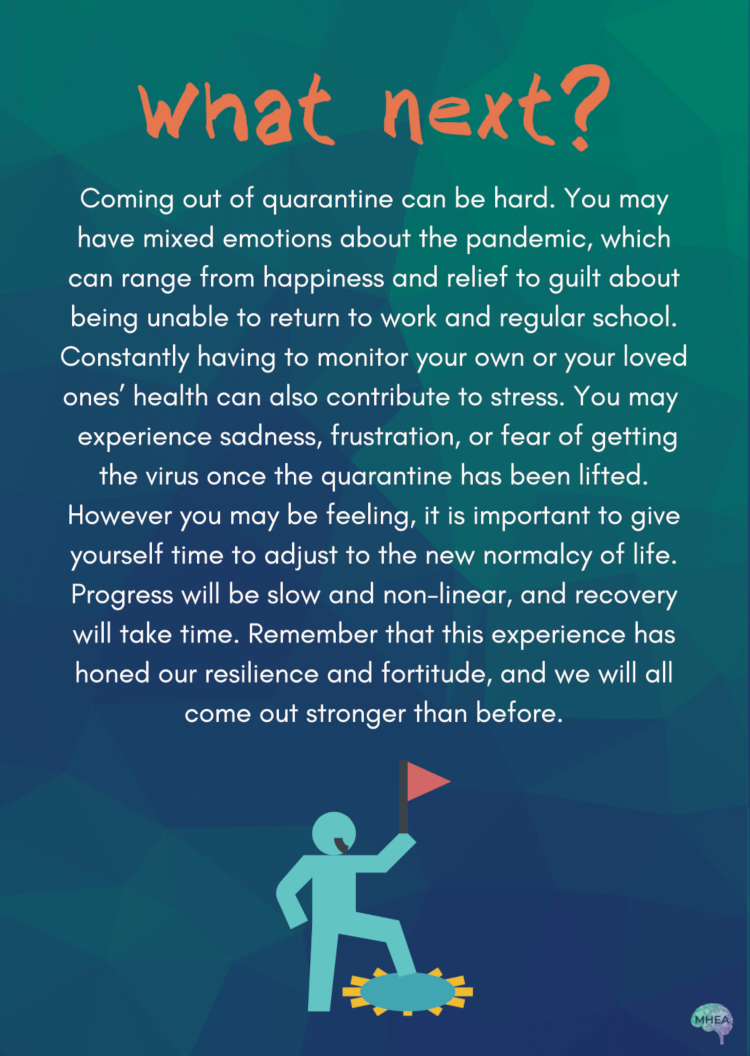 what next?
Coming out of quarantine can be hard. You may
have mixed emotions about the pandemic, which
can range from happiness and relief to guilt about
being unable to return to work and regular school.
Constantly having to monitor your own or your loved
ones’ health can also contribute to stress. You may
experience sadness, frustration, or fear of getting
the virus once the quarantine has been lifted.
However you may be feeling, it is important to give
yourself time to adjust to the new normalcy of life.
Progress will be slow and non-linear, and recovery
will take time. Remember that this experience has
honed our resilience and fortitude, and we will all
come out stronger than before.
MHEA